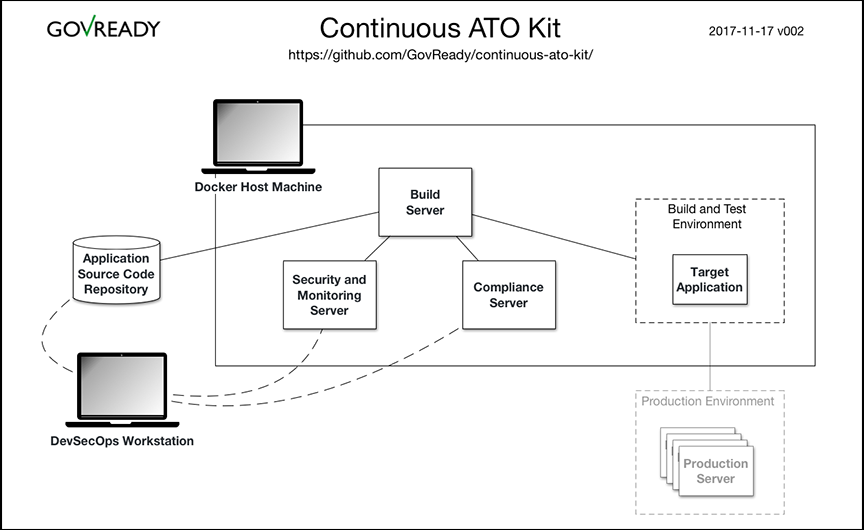 GOVREADY
Continuous ATO Kit
2017-11-17 v002
https://github.com/GovReady/continuous-ato-kit/
Docker Host Machine
Build
Server
Build and Test
Environment
Application
Source Code
Repository
Security and
Monitoring
Server
Compliance
Server
Target
Application
DevSecOps Workstation
Production Environment
Production
Server